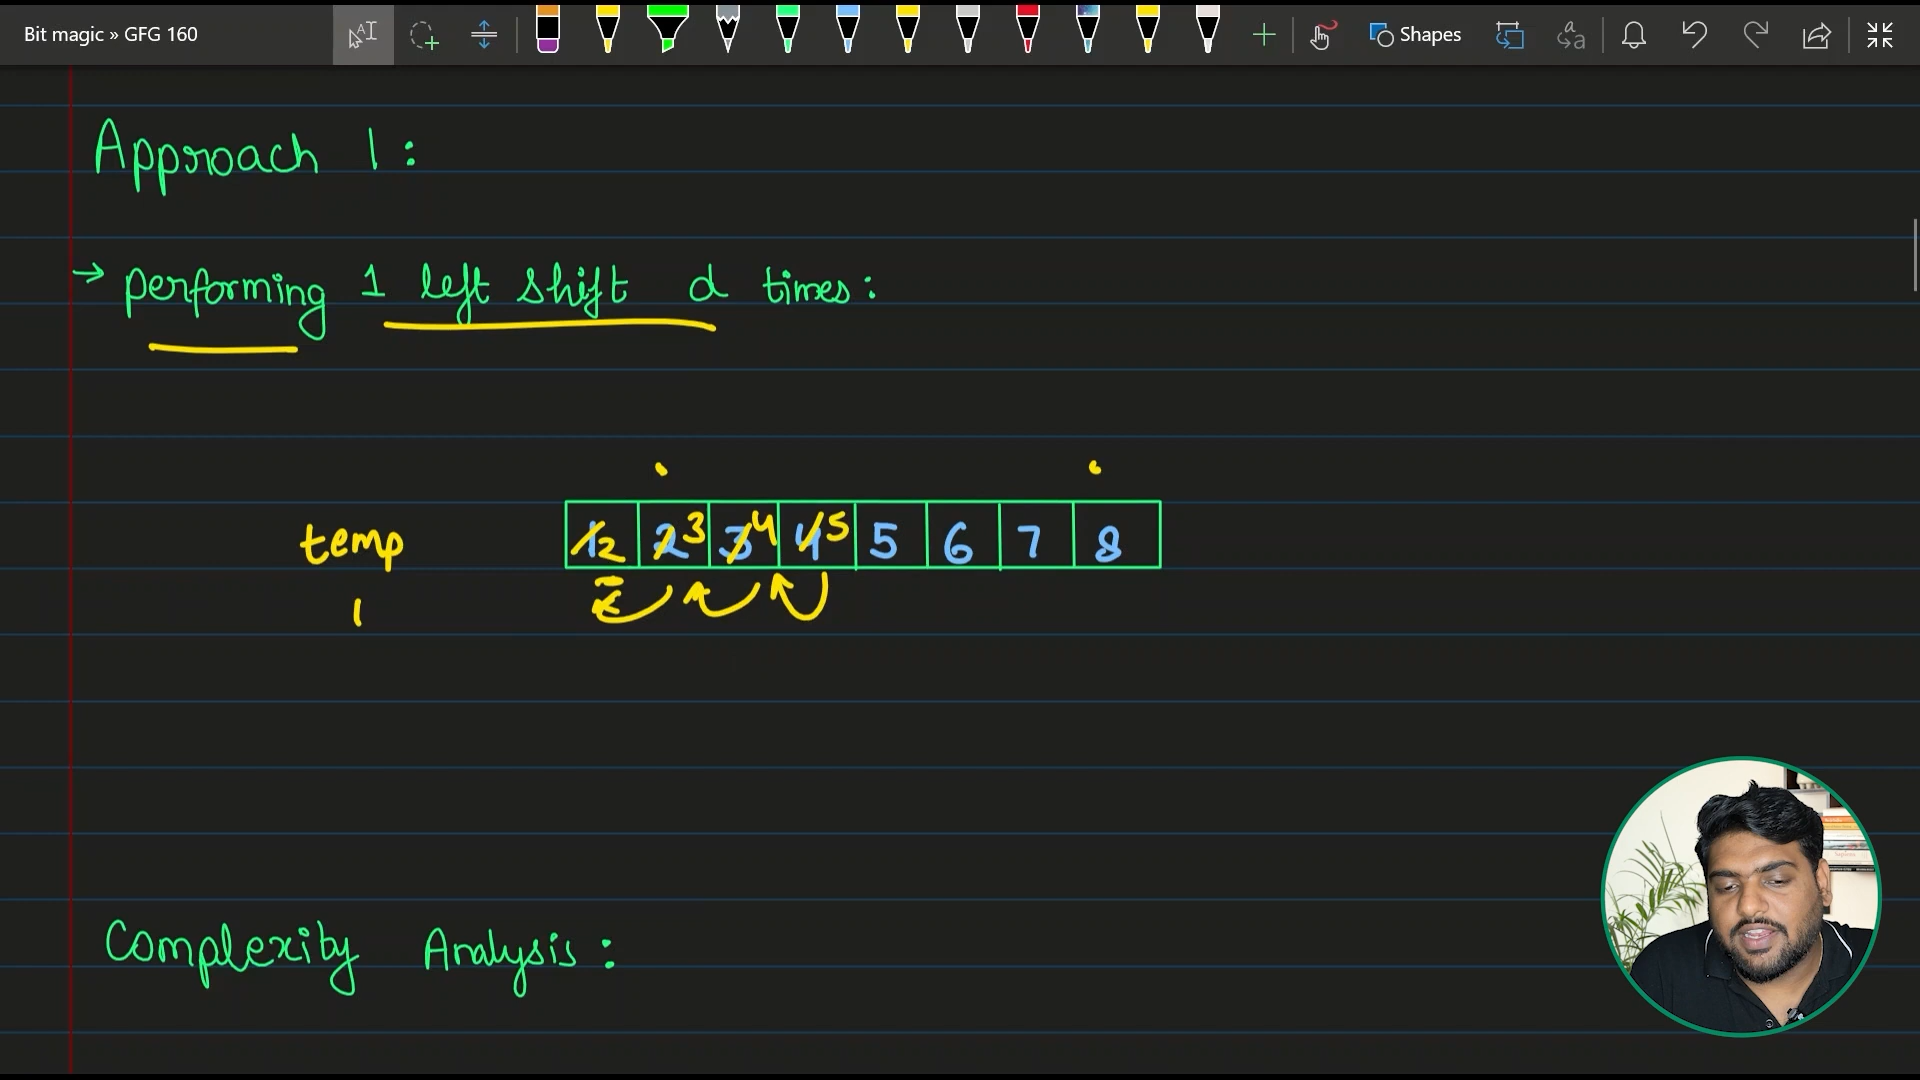 Bit magic » GFG 160
Shapes
Approach 1:
→ performing 1 left shift d times:
temp 1 2 2 3 3 4 4 5 5 6 7 8
1
Complexity Analysis: